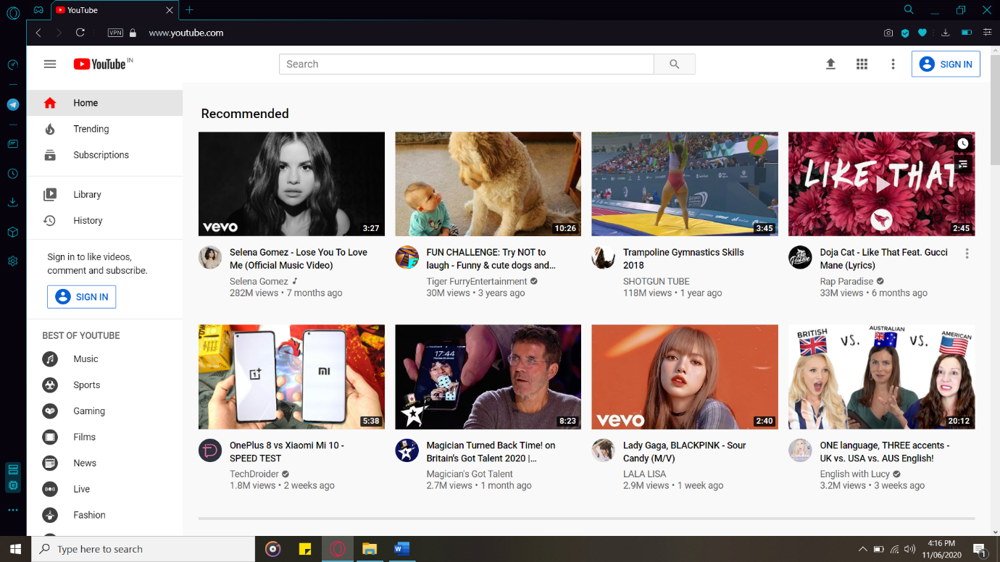 YouTube
VPN
www.youtube.com
YouTube IN
Search
SIGN IN
Home
Trending
Subscriptions
Library
History
Sign in to like videos,
comment and subscribe.
SIGN IN
BEST OF YOUTUBE
Music
Sports
Gaming
Films
News
Live
Fashion
Recommended
vevo
3:27
Selena Gomez - Lose You To Love
Me (Official Music Video)
Selena Gomez
282M views • 7 months ago
10:26
FUN CHALLENGE: Try NOT to
laugh - Funny & cute dogs and...
Tiger FurryEntertainment
30M views • 3 years ago
3:45
Trampoline Gymnastics Skills
2018
SHOTGUN TUBE
118M views • 1 year ago
LIKE THAT
2:45
Doja Cat - Like That Feat. Gucci
Mane (Lyrics)
Rap Paradise
33M views • 6 months ago
1+
MI
5:38
OnePlus 8 vs Xiaomi Mi 10 -
SPEED TEST
TechDroider
1.8M views • 2 weeks ago
17:44
8:23
Magician Turned Back Time! on
Britain's Got Talent 2020 |...
Magician's Got Talent
2.7M views • 1 month ago
vevo
2:40
Lady Gaga, BLACKPINK - Sour
Candy (M/V)
LALA LISA
2.9M views • 1 week ago
BRITISH VS. AUSTRALIAN VS. AMERICAN
20:12
ONE language, THREE accents -
UK vs. USA vs. AUS English!
English with Lucy
3.2M views • 3 weeks ago
Type here to search
W
4:16 PM
11/06/2020
1